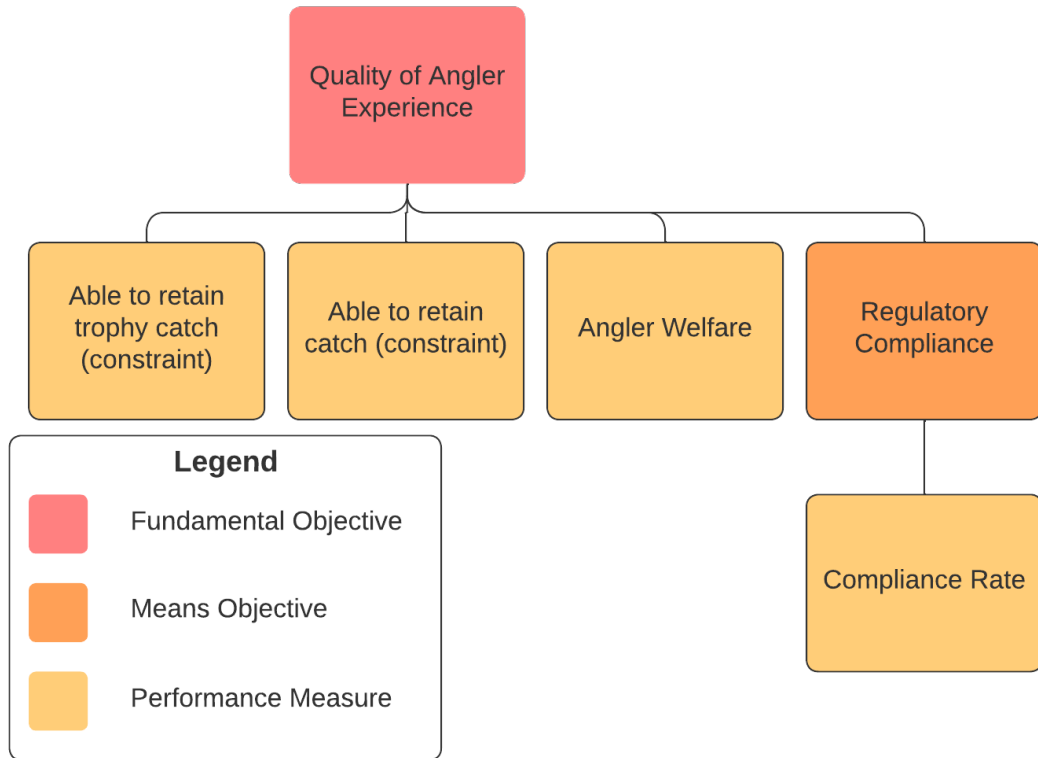 Quality of Angler
Experience
Able to retain
trophy catch
(constraint)
Able to retain
catch (constraint)
Angler Welfare
Regulatory
Compliance
Legend
Fundamental Objective
Means Objective
Performance Measure
Compliance Rate